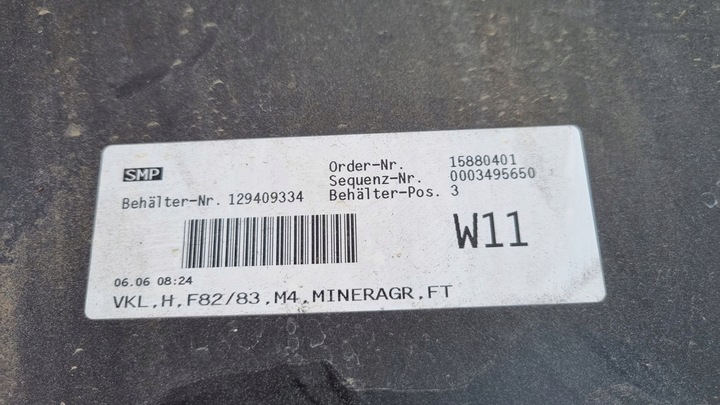 SMP
Order-Nr. 15880401
Sequenz-Nr. 0003495650
Behälter-Nr. 129409334 Behälter-Pos. 3
W11
06.06 08:24
VKL,H,F82/83,M4,MINERAGR,FT